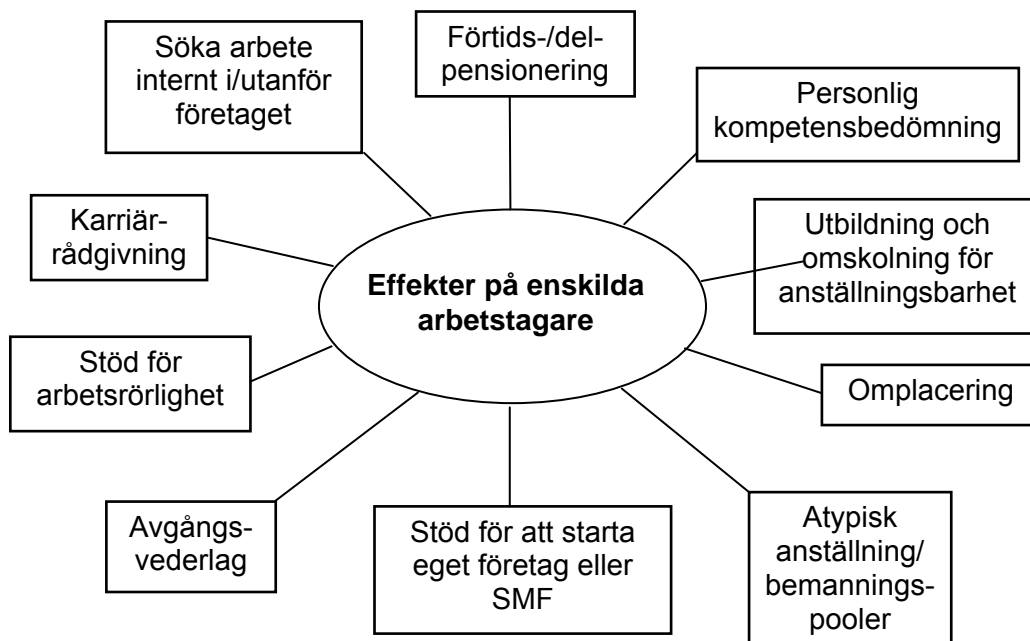 Söka arbete
internt i/utanför
företaget
Förtids-/del-
pensionering
Personlig
kompetensbedömning
Karriär-
rådgivning
Utbildning och
omskolning för
anställningsbarhet
Effekter på enskilda
arbetstagare
Stöd för
arbetsrörlighet
Omplacering
Avgångs-
vederlag
Stöd för att starta
eget företag eller
SMF
Atypisk
anställning/
bemannings-
pooler